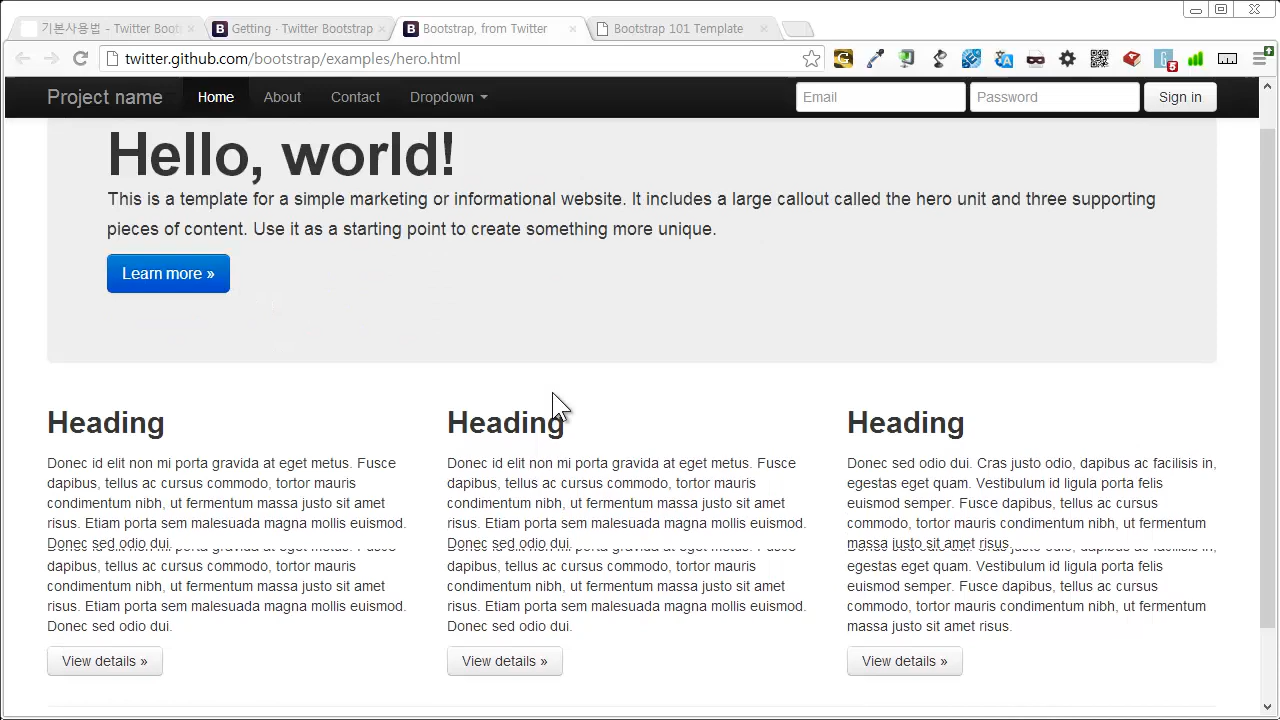 기본사용법 - Twitter Boots
Getting · Twitter Bootstrap
Bootstrap, from Twitter
Bootstrap 101 Template
twitter.github.com/bootstrap/examples/hero.html
5
Project name Home About Contact Dropdown Email Password Sign in
Hello, world!
This is a template for a simple marketing or informational website. It includes a large callout called the hero unit and three supporting
pieces of content. Use it as a starting point to create something more unique.
Learn more »
Heading
Donec id elit non mi porta gravida at eget metus. Fusce
dapibus, tellus ac cursus commodo, tortor mauris
condimentum nibh, ut fermentum massa justo sit amet
risus. Etiam porta sem malesuada magna mollis euismod.
Donec sed odio dui.
dapibus, tellus ac cursus commodo, tortor mauris
condimentum nibh, ut fermentum massa justo sit amet
risus. Etiam porta sem malesuada magna mollis euismod.
Donec sed odio dui.
View details »
Heading
Donec id elit non mi porta gravida at eget metus. Fusce
dapibus, tellus ac cursus commodo, tortor mauris
condimentum nibh, ut fermentum massa justo sit amet
risus. Etiam porta sem malesuada magna mollis euismod.
Donec sed odio dui.
dapibus, tellus ac cursus commodo, tortor mauris
condimentum nibh, ut fermentum massa justo sit amet
risus. Etiam porta sem malesuada magna mollis euismod.
Donec sed odio dui.
View details »
Heading
Donec sed odio dui. Cras justo odio, dapibus ac facilisis in,
egestas eget quam. Vestibulum id ligula porta felis
euismod semper. Fusce dapibus, tellus ac cursus
commodo, tortor mauris condimentum nibh, ut fermentum
massa justo sit amet risus.
egestas eget quam. Vestibulum id ligula porta felis
euismod semper. Fusce dapibus, tellus ac cursus
commodo, tortor mauris condimentum nibh, ut fermentum
massa justo sit amet risus.
View details »